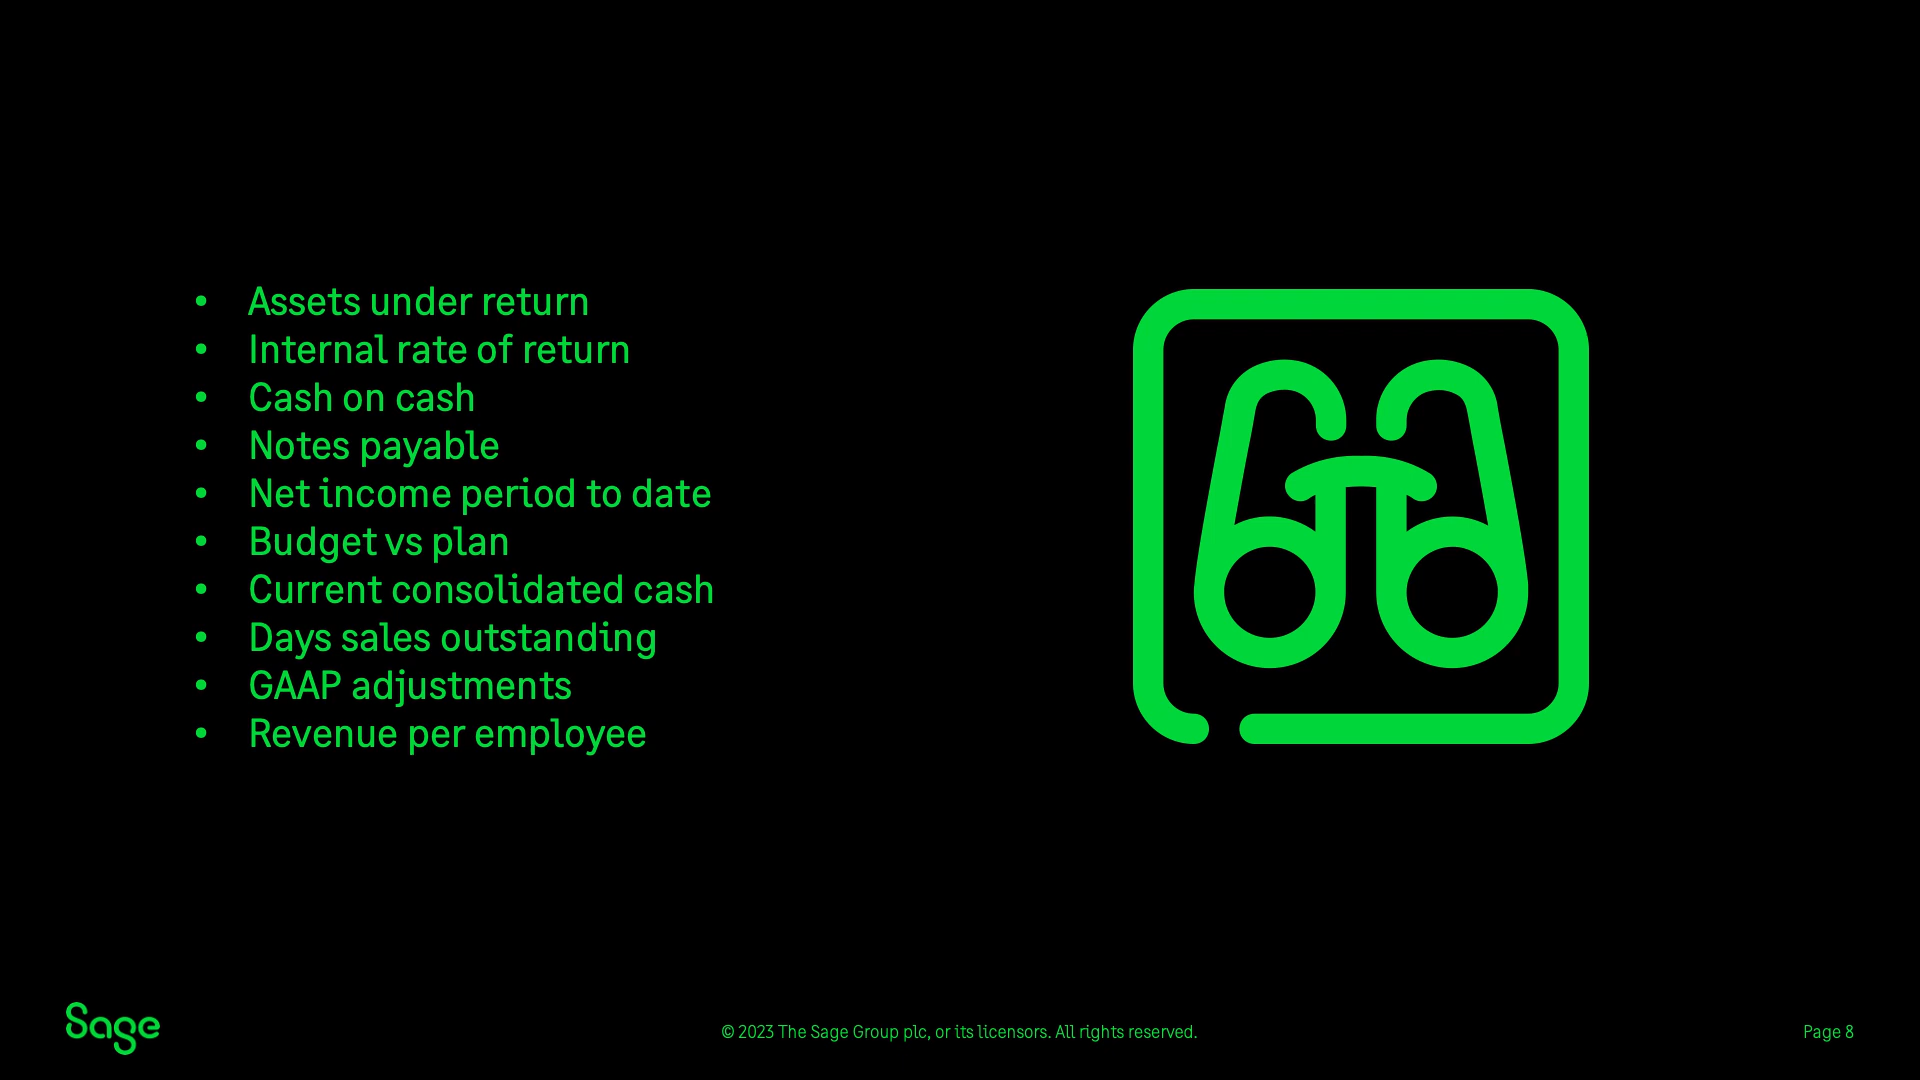 • Assets under return
• Internal rate of return
• Cash on cash
• Notes payable
• Net income period to date
• Budget vs plan
• Current consolidated cash
• Days sales outstanding
• GAAP adjustments
• Revenue per employee
Sage
© 2023 The Sage Group plc, or its licensors. All rights reserved.
Page 8